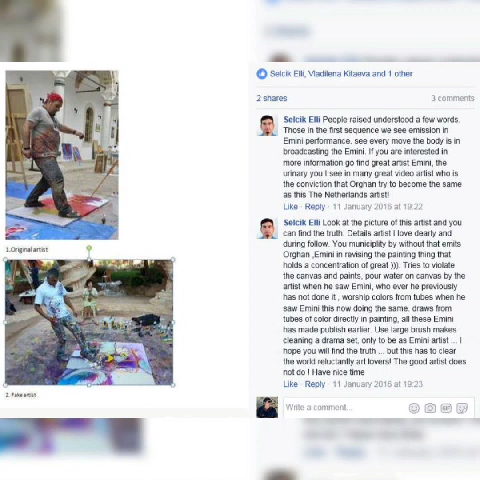 Selcik Elli, Vladilena Kitaeva and 1 other
2 shares
3 comments
Selcik Elli People raised understood a few words.
Those in the first sequence we see emission in
Emini performance, see every move the body is in
broadcasting the Emini. If you are interested in
more information go find great artist Emini, the
urinary you I see in many great video artist who is
the conviction that Orghan try to become the same
as this The Netherlands artist!
Like · Reply · 11 January 2016 at 19:22
Selcik Elli Look at the picture of this artist and you
can find the truth. Details artist I love dearly and
during follow. You municiplity by without that emits
Orghan ,Emini in ravising the painting thing that
holds a concentration of great ))). Tries to violate
the canvas and paints, pour water on canvas by the
artist when he saw Emini, who ever he previously
has not done it , worship colors from tubes when he
saw Emini this now doing the same. draws from
tubes of color directly in painting, all these Emini
has made publish earlier. Use large brush makes
cleaning a drama set, only to be as Emini artist ... I
hope you will find the truth ... but this has to clear
the world reluctantly art lovers! The good artist does
not do ! Have nice time
Like · Reply · 11 January 2016 at 19:23
Write a comment...
1.Original artist
2.Fake artist